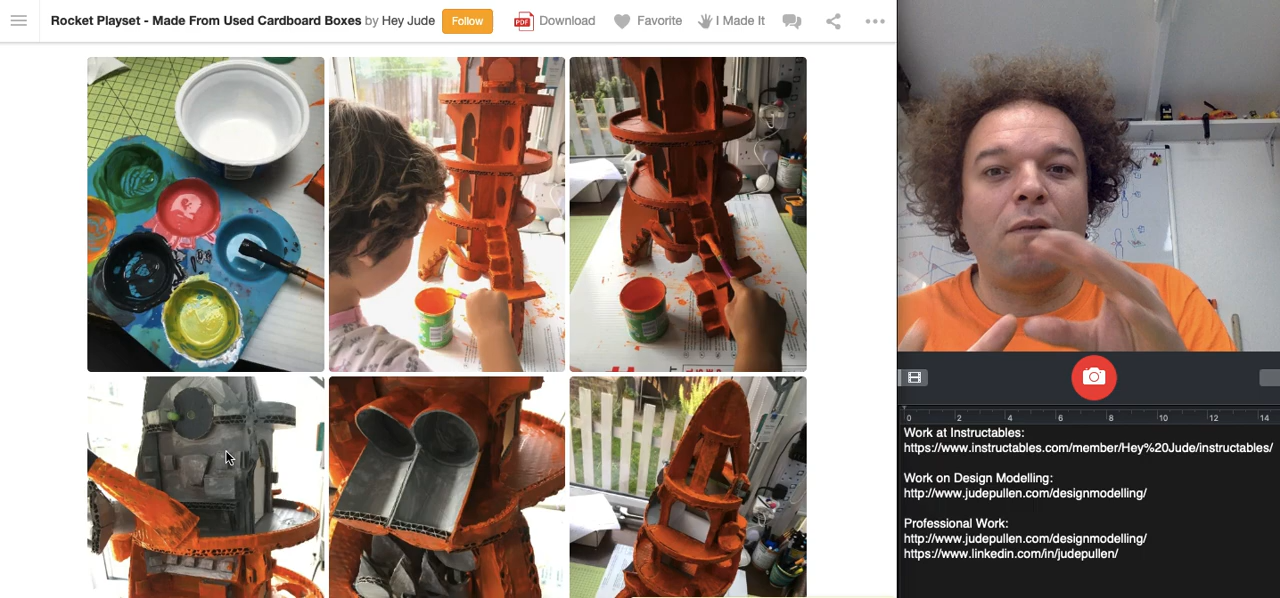 Rocket Playset - Made From Used Cardboard Boxes by Hey Jude Follow PDF Download Favorite I Made It
0 2 4 6 8 10 12 14
Work at Instructables:
https://www.instructables.com/member/Hey%20Jude/instructables/
Work on Design Modelling:
http://www.judepullen.com/designmodelling/
Professional Work:
http://www.judepullen.com/designmodelling/
https://www.linkedin.com/in/judepullen/